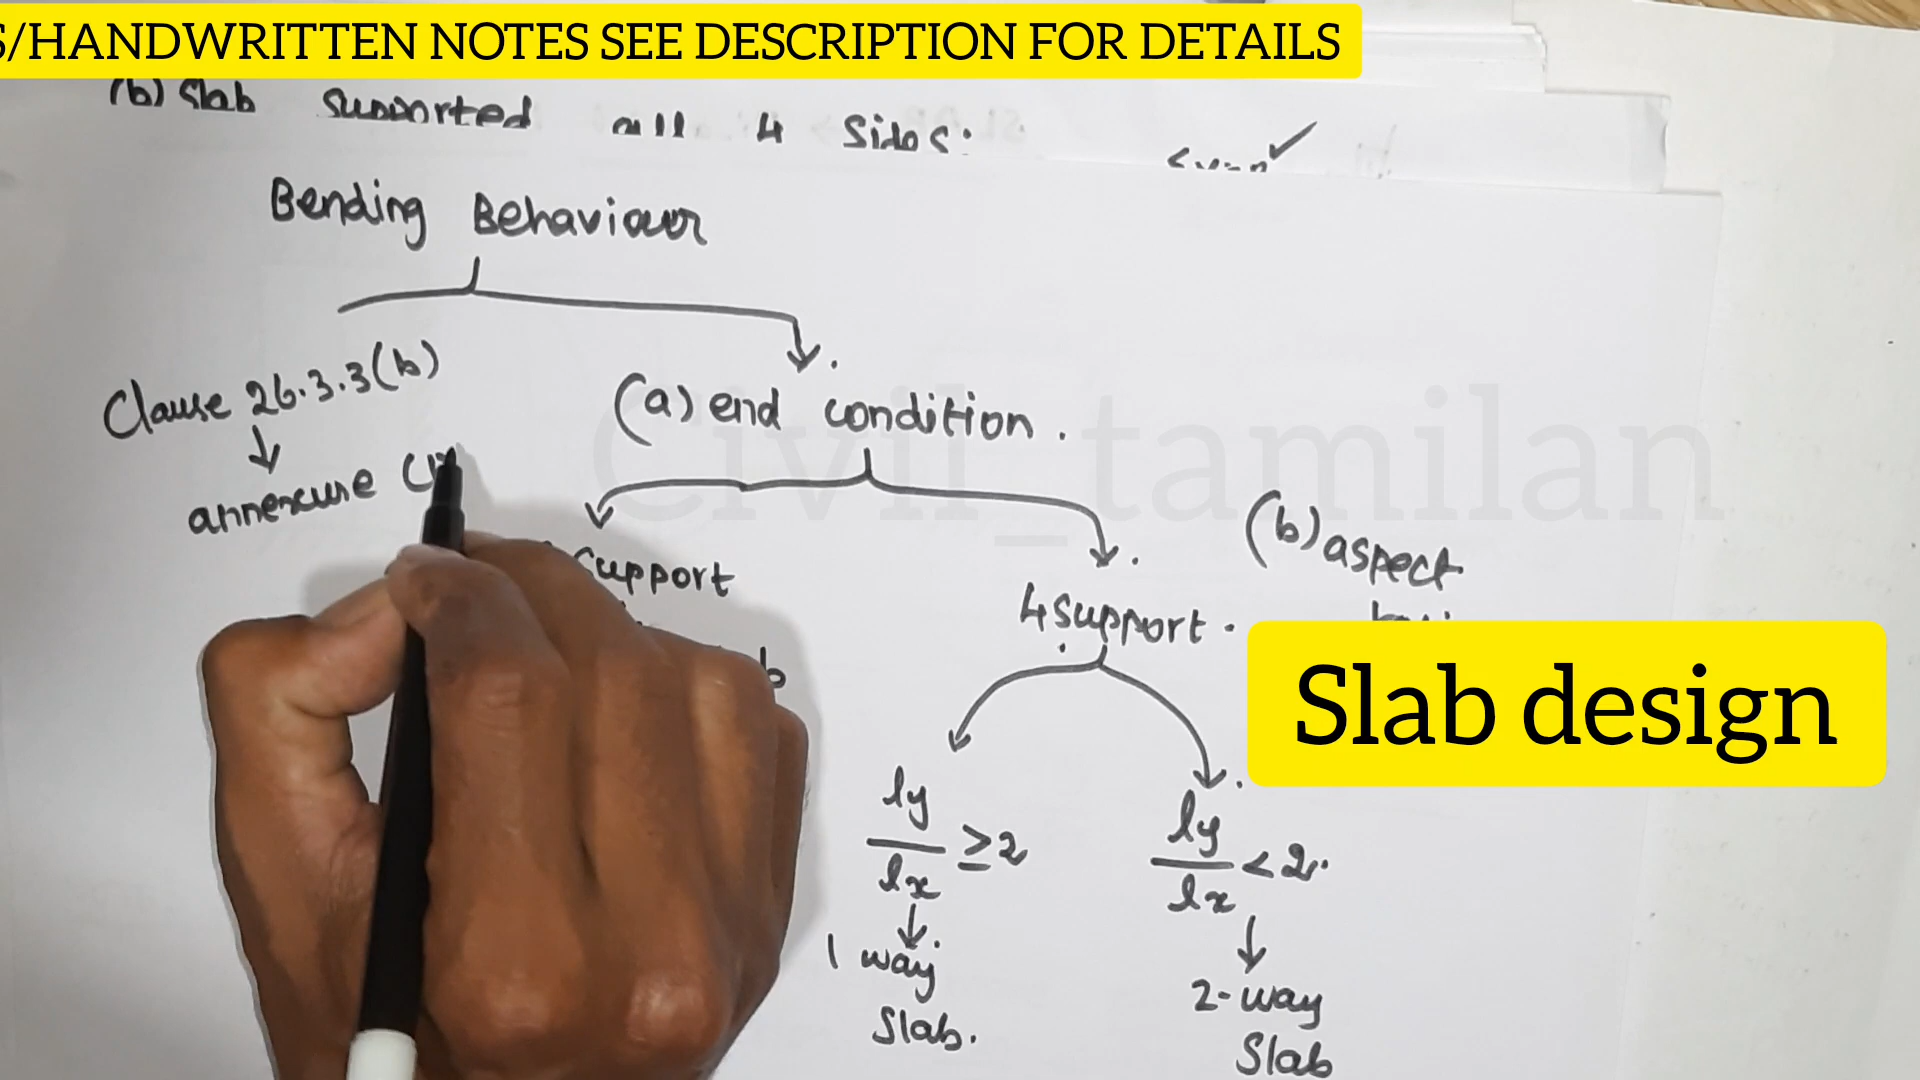 S/HANDWRITTEN NOTES SEE DESCRIPTION FOR DETAILS
(b) Slab supported all 4 Sides:
Bending Behaviour
Clause 26.3.3(b)
annexure
(a) end condition.
Civil_tamilan
(b) aspect
support
4 support.
Slab design
ly/lx ≥ 2
ly/lx < 2
1 way
Slab.
2-way
Slab